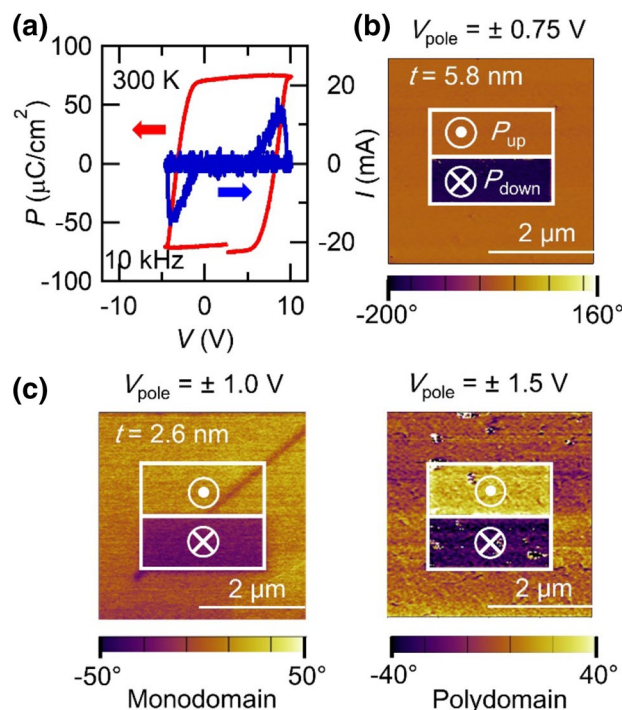 (a)
100
300 K
50
20
P (μC/cm²)
0
0
I (mA)
-50
-20
10 kHz
-100
-10 0 10
V (V)
(b)
Vpole = ± 0.75 V
t = 5.8 nm
Pup
Pdown
2 μm
-200° 160°
(c)
Vpole = ± 1.0 V
t = 2.6 nm
2 μm
-50° 50°
Monodomain
Vpole = ± 1.5 V
2 μm
-40° 40°
Polydomain